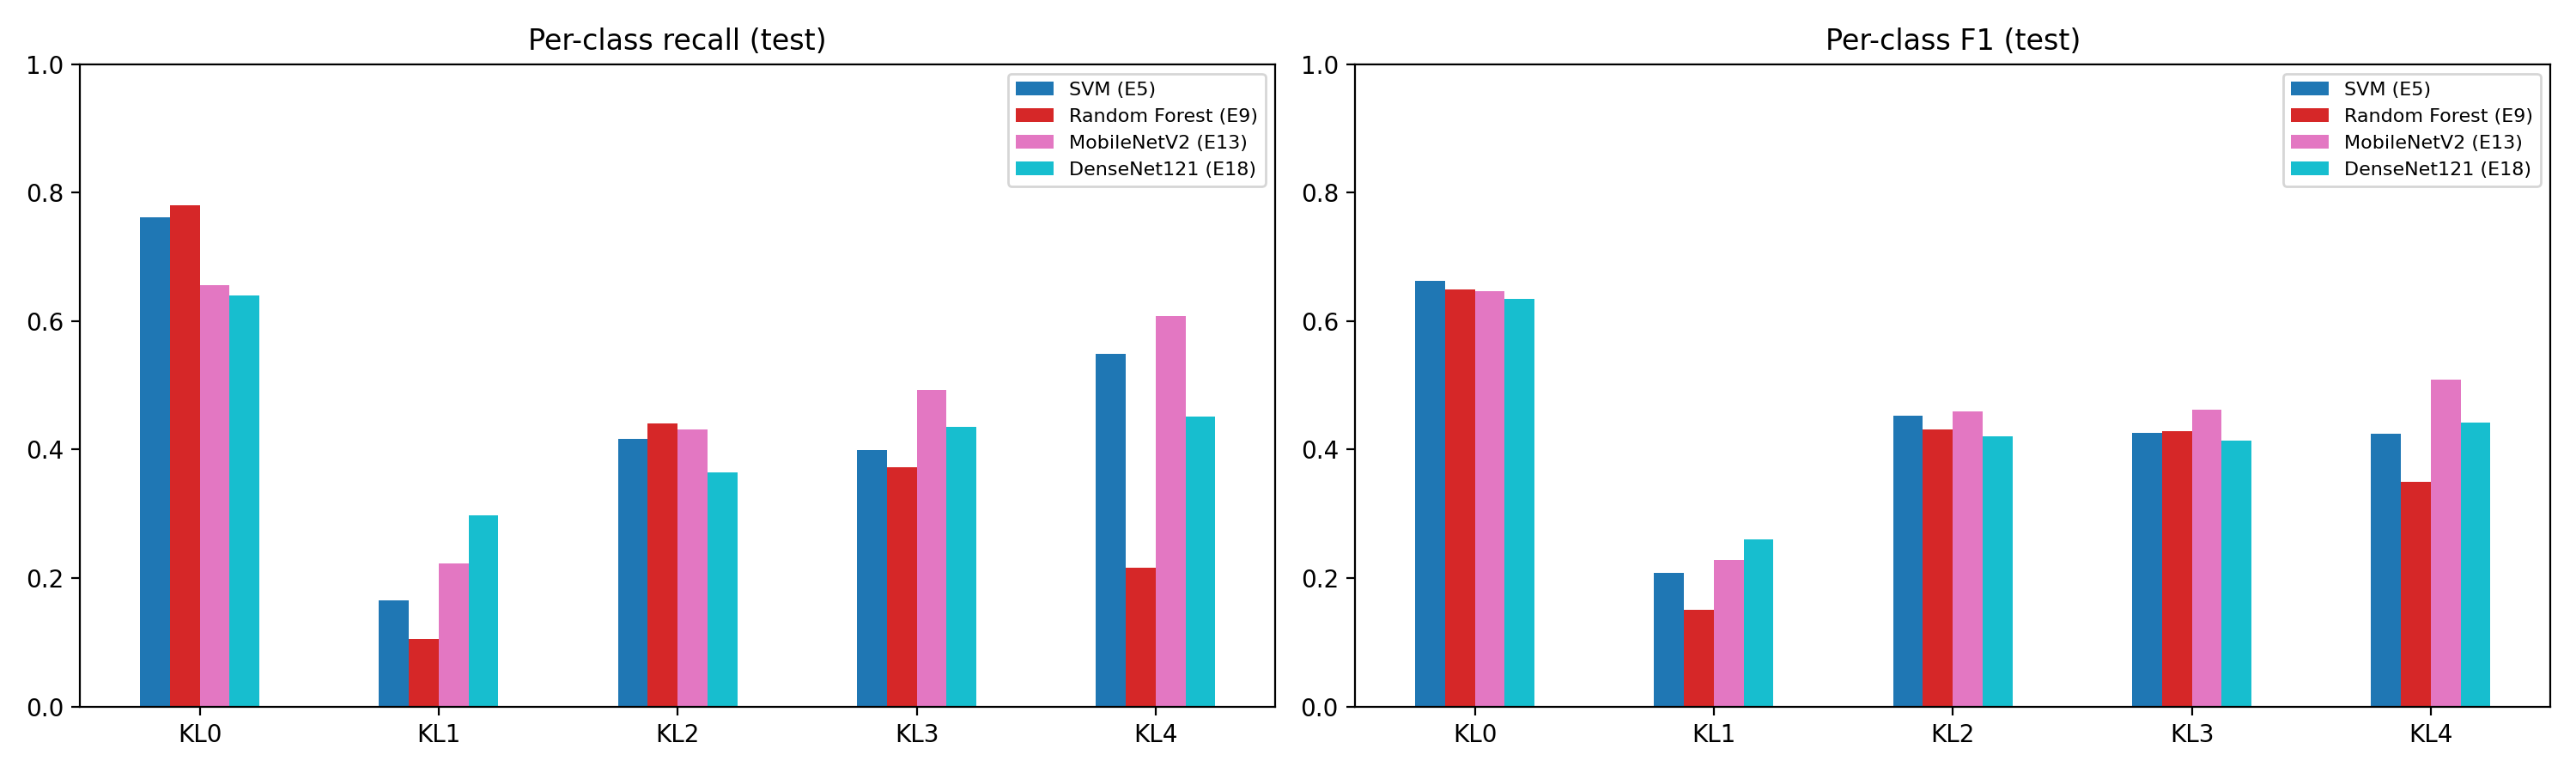 Per-class recall (test)
1.0
0.8
0.6
0.4
0.2
0.0
SVM (E5)
Random Forest (E9)
MobileNetV2 (E13)
DenseNet121 (E18)
KL0 KL1 KL2 KL3 KL4
Per-class F1 (test)
1.0
0.8
0.6
0.4
0.2
0.0
SVM (E5)
Random Forest (E9)
MobileNetV2 (E13)
DenseNet121 (E18)
KL0 KL1 KL2 KL3 KL4